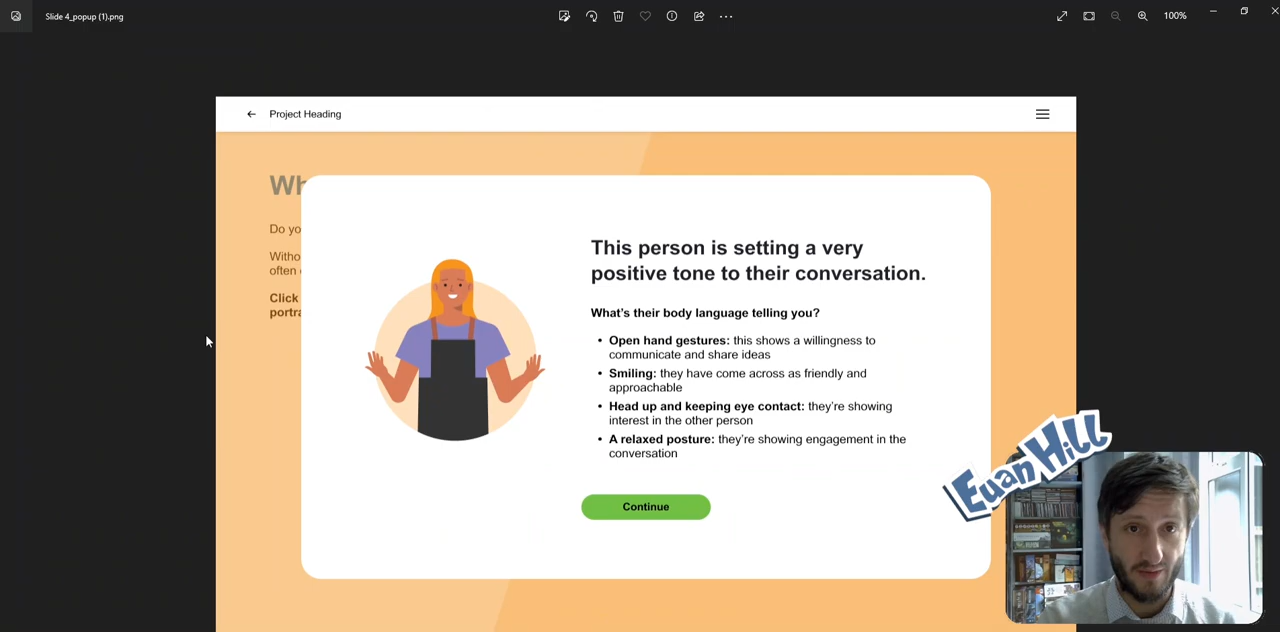 Slide 4_popup (1).png
100%
Project Heading
Wh
Do yo
Witho
often
Click
portra
This person is setting a very
positive tone to their conversation.
What's their body language telling you?
• Open hand gestures: this shows a willingness to
communicate and share ideas
• Smiling: they have come across as friendly and
approachable
• Head up and keeping eye contact: they're showing
interest in the other person
• A relaxed posture: they're showing engagement in the
conversation
Continue
Euan Hill